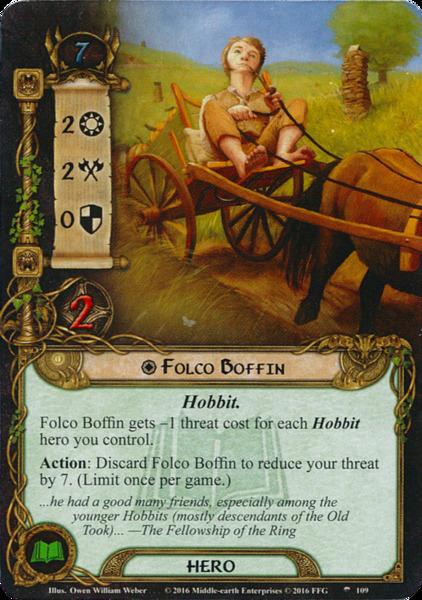 7
2
2
0
2
Folco Boffin
Hobbit.
Folco Boffin gets –1 threat cost for each Hobbit
hero you control.
Action: Discard Folco Boffin to reduce your threat
by 7. (Limit once per game.)
...he had a good many friends, especially among the
younger Hobbits (mostly descendants of the Old
Took)... —The Fellowship of the Ring
HERO
Illus. Owen William Weber © 2016 Middle-earth Enterprises © 2016 FFG 109